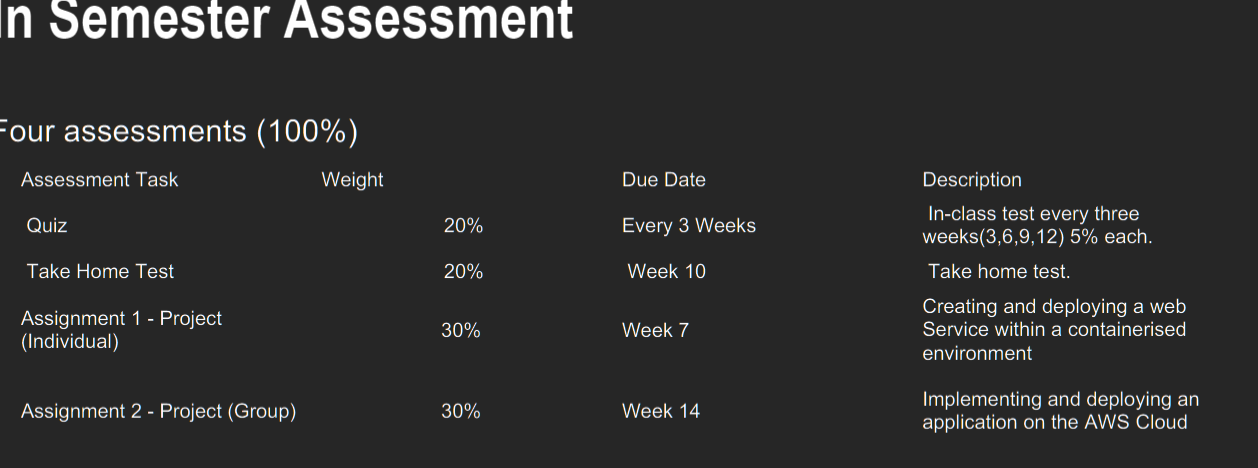 In Semester Assessment
Four assessments (100%)
Assessment Task Weight Due Date Description
Quiz 20% Every 3 Weeks In-class test every three
weeks(3,6,9,12) 5% each.
Take Home Test 20% Week 10 Take home test.
Assignment 1 - Project
(Individual) 30% Week 7 Creating and deploying a web
Service within a containerised
environment
Assignment 2 - Project (Group) 30% Week 14 Implementing and deploying an
application on the AWS Cloud